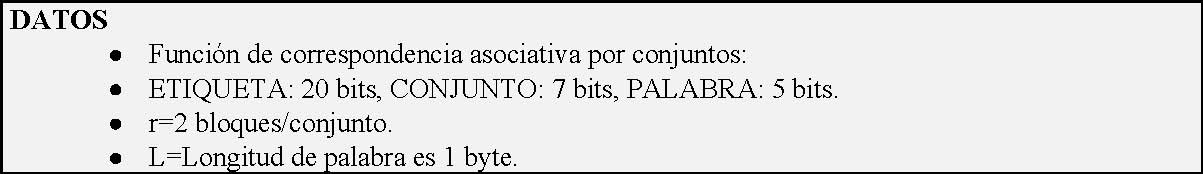 DATOS
● Función de correspondencia asociativa por conjuntos:
● ETIQUETA: 20 bits, CONJUNTO: 7 bits, PALABRA: 5 bits.
● r=2 bloques/conjunto.
● L=Longitud de palabra es 1 byte.